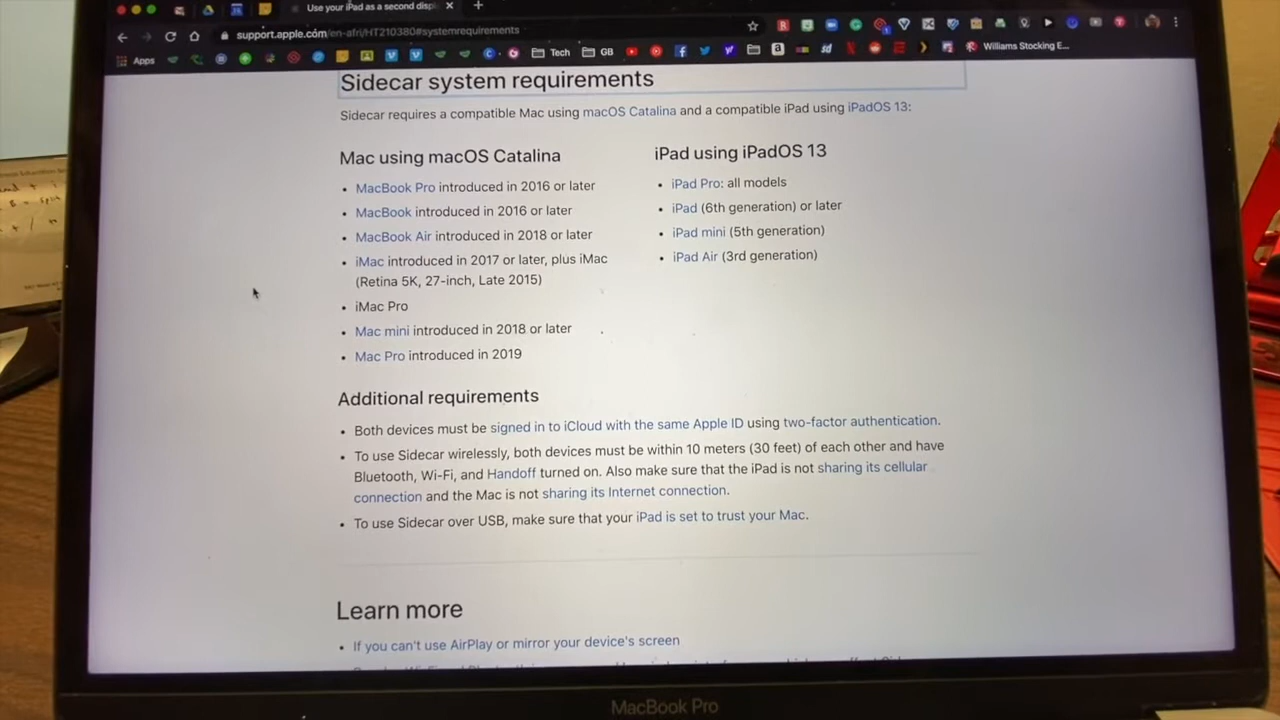 Use your iPad as a second displ
support.apple.com/en-afri/HT210380#systemrequirements
Apps
Tech
GB
Williams Stocking E...
Sidecar system requirements
Sidecar requires a compatible Mac using macOS Catalina and a compatible iPad using iPadOS 13:
Mac using macOS Catalina
• MacBook Pro introduced in 2016 or later
• MacBook introduced in 2016 or later
• MacBook Air introduced in 2018 or later
• iMac introduced in 2017 or later, plus iMac
(Retina 5K, 27-inch, Late 2015)
• iMac Pro
• Mac mini introduced in 2018 or later
• Mac Pro introduced in 2019
iPad using iPadOS 13
• iPad Pro: all models
• iPad (6th generation) or later
• iPad mini (5th generation)
• iPad Air (3rd generation)
Additional requirements
• Both devices must be signed in to iCloud with the same Apple ID using two-factor authentication.
• To use Sidecar wirelessly, both devices must be within 10 meters (30 feet) of each other and have
Bluetooth, Wi-Fi, and Handoff turned on. Also make sure that the iPad is not sharing its cellular
connection and the Mac is not sharing its Internet connection.
• To use Sidecar over USB, make sure that your iPad is set to trust your Mac.
Learn more
• If you can't use AirPlay or mirror your device's screen
MacBook Pro